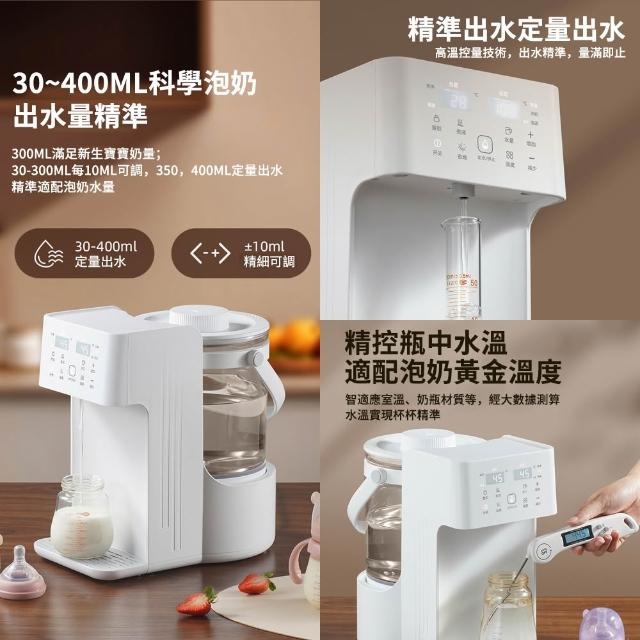 30~400ML科學泡奶
出水量精準
300ML滿足新生寶寶奶量；
30-300ML每10ML可調，350，400ML定量出水
精準適配泡奶水量
30-400ml
定量出水
±10ml
精細可調
精準出水定量出水
高溫控量技術，出水精準，量滿即止
50
精控瓶中水溫
適配泡奶黃金溫度
智適應室溫、奶瓶材質等，經大數據測算
水溫實現杯杯精準
45
45